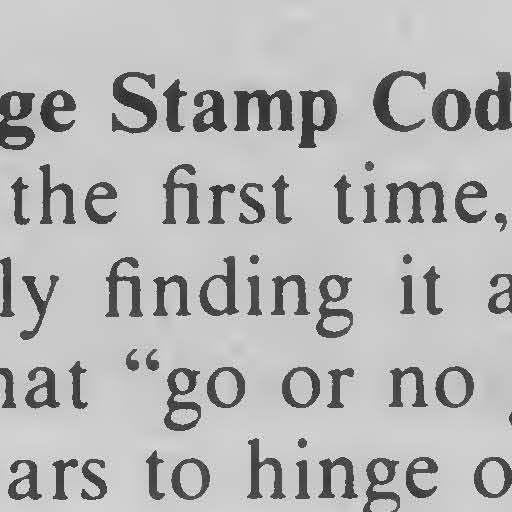 ge Stamp Cod
the first time,
ly finding it a
hat “go or no
ars to hinge o